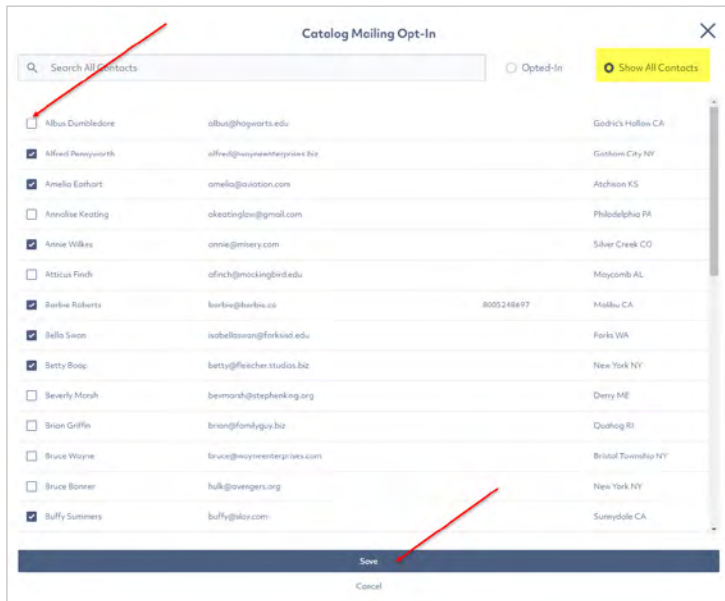 Catalog Mailing Opt-In
Search All Contacts Opted-In Show All Contacts
Albus Dumbledore albus@hogwarts.edu Godric's Hollow CA
Alfred Pennyworth alfred@wayneenterprises.biz Gotham City NY
Amelia Earhart amelia@aviation.com Atchison KS
Annalise Keating akeatinglaw@gmail.com Philadelphia PA
Annie Wilkes annie@misery.com Silver Creek CO
Atticus Finch afinch@mockingbird.edu Maycomb AL
Barbie Roberts barbie@barbie.co 8005248697 Malibu CA
Bella Swan isabellaswan@forksisd.edu Forks WA
Betty Boop betty@fleischer.studios.biz New York NY
Beverly Marsh bevmarsh@stephenking.org Derry ME
Brian Griffin brian@familyguy.biz Quahog RI
Bruce Wayne bruce@wayneenterprises.com Bristol Township NY
Bruce Banner hulk@avengers.org New York NY
Buffy Summers buffy@slay.com Sunnydale CA
Save
Cancel